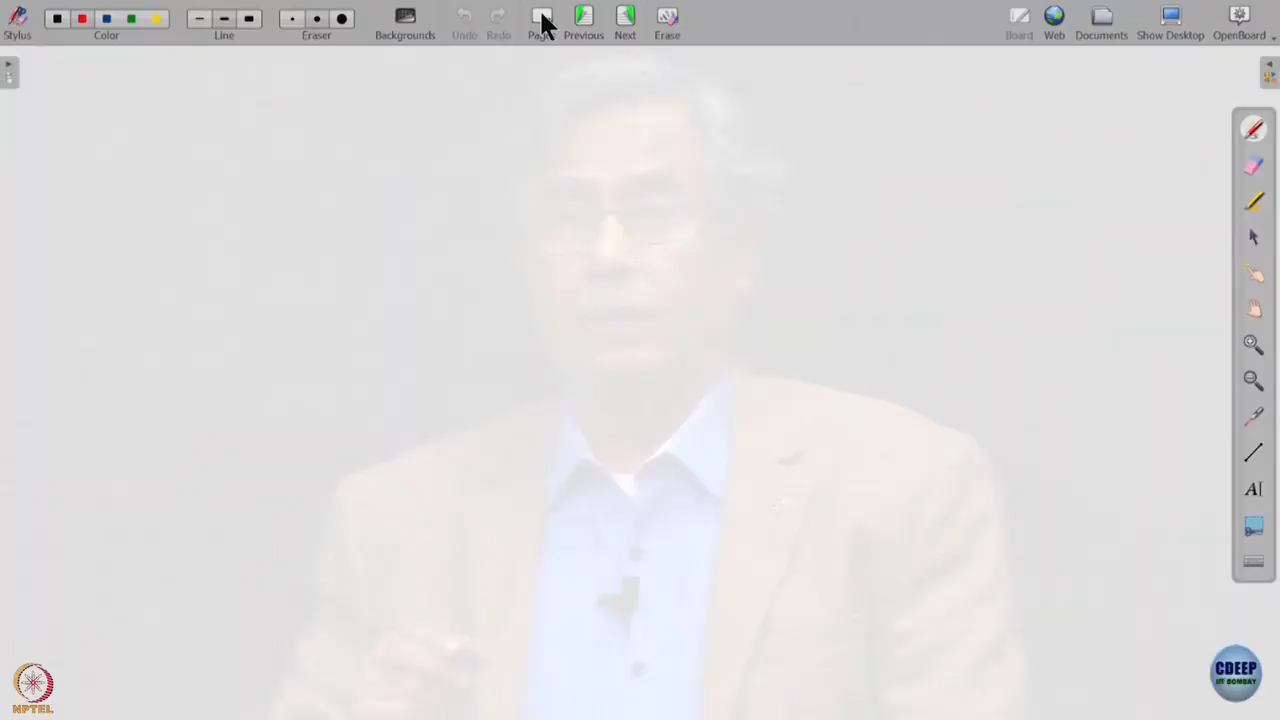 Stylus
Color
Line
Eraser
Backgrounds
Undo
Redo
Previous
Next
Erase
Board
Web
Documents
Show Desktop
OpenBoard
A
NPTEL
CDEEP
IIT BOMBAY